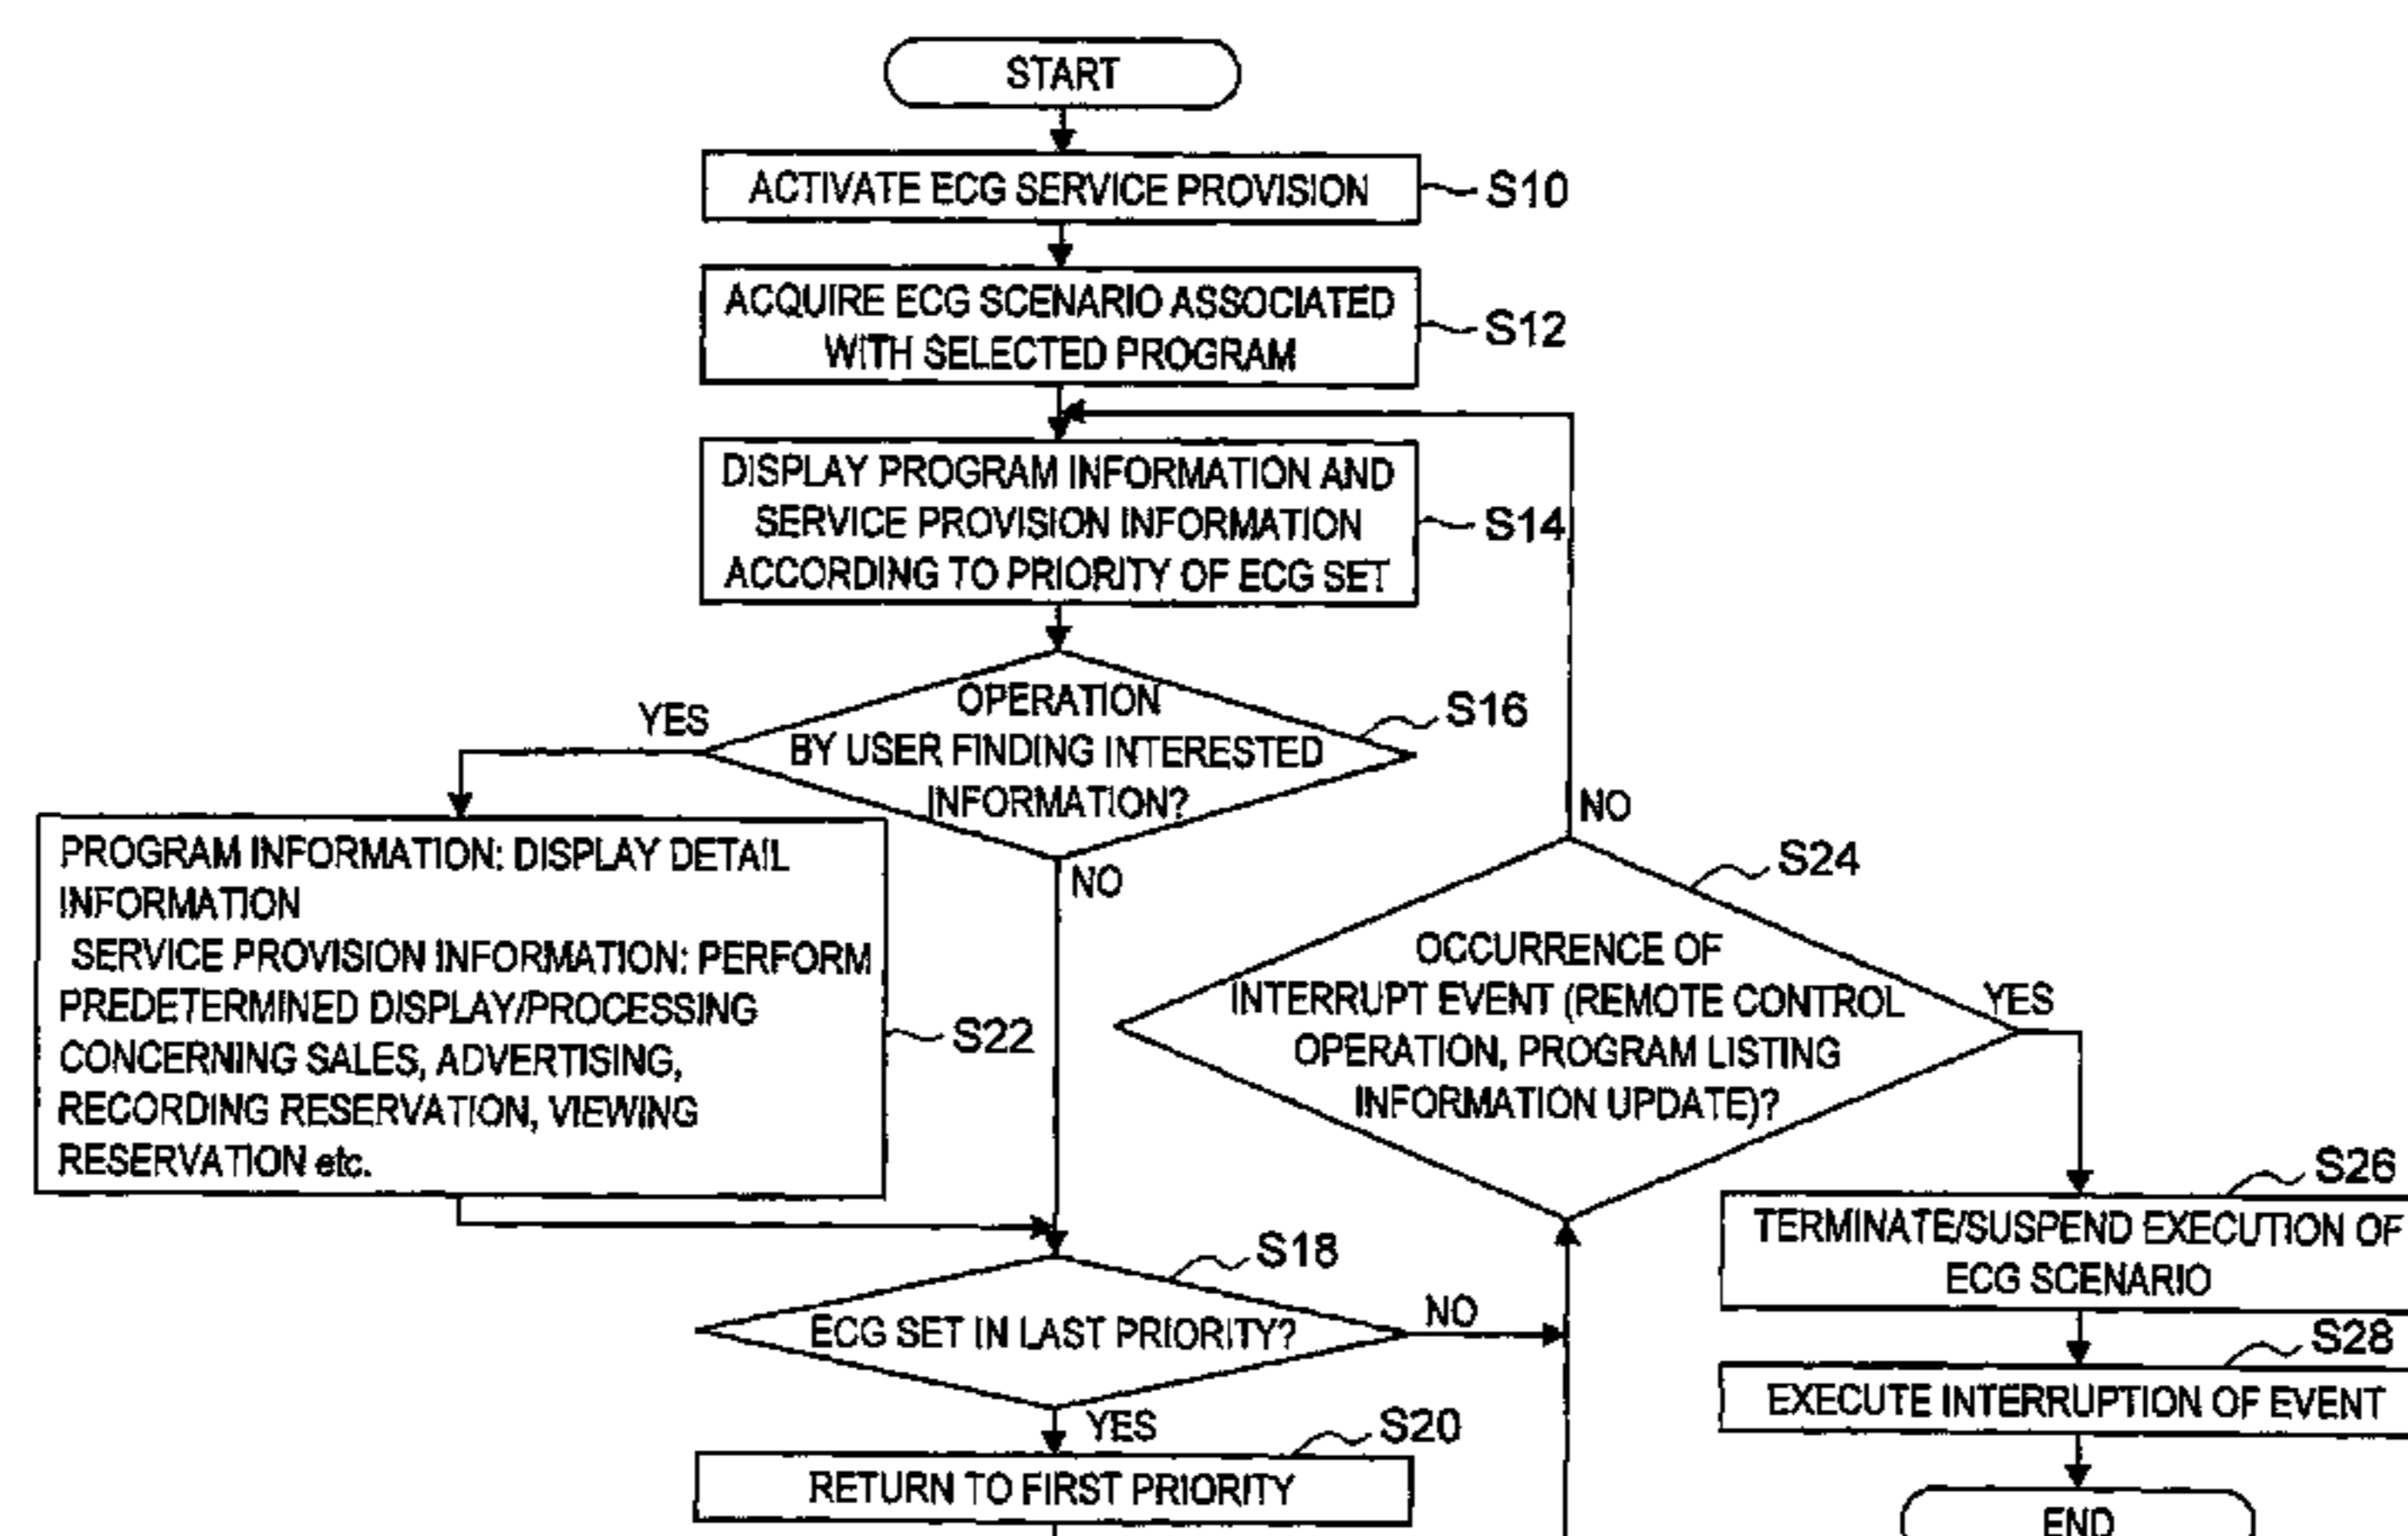 START
ACTIVATE ECG SERVICE PROVISION
S10
ACQUIRE ECG SCENARIO ASSOCIATED
WITH SELECTED PROGRAM
S12
DISPLAY PROGRAM INFORMATION AND
SERVICE PROVISION INFORMATION
ACCORDING TO PRIORITY OF ECG SET
S14
OPERATION
BY USER FINDING INTERESTED
INFORMATION?
S16
YES
NO
PROGRAM INFORMATION: DISPLAY DETAIL
INFORMATION
SERVICE PROVISION INFORMATION: PERFORM
PREDETERMINED DISPLAY/PROCESSING
CONCERNING SALES, ADVERTISING,
RECORDING RESERVATION, VIEWING
RESERVATION etc.
S22
ECG SET IN LAST PRIORITY?
S18
NO
YES
RETURN TO FIRST PRIORITY
S20
NO
S24
OCCURRENCE OF
INTERRUPT EVENT (REMOTE CONTROL
OPERATION, PROGRAM LISTING
INFORMATION UPDATE)?
YES
S26
TERMINATE/SUSPEND EXECUTION OF
ECG SCENARIO
S28
EXECUTE INTERRUPTION OF EVENT
END